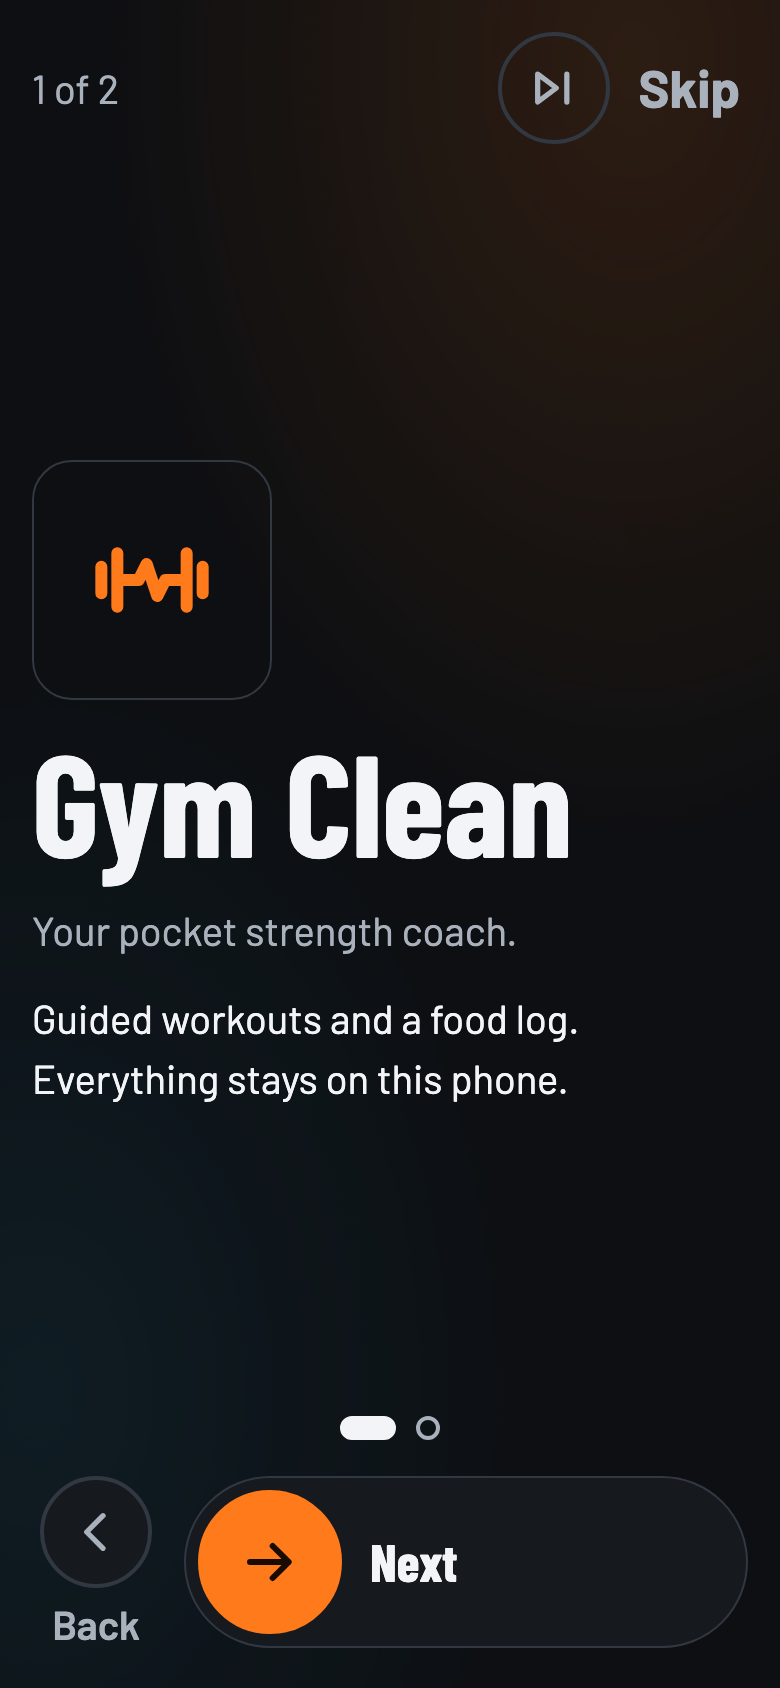 1 of 2
Skip
Gym Clean
Your pocket strength coach.
Guided workouts and a food log.
Everything stays on this phone.
Back
Next